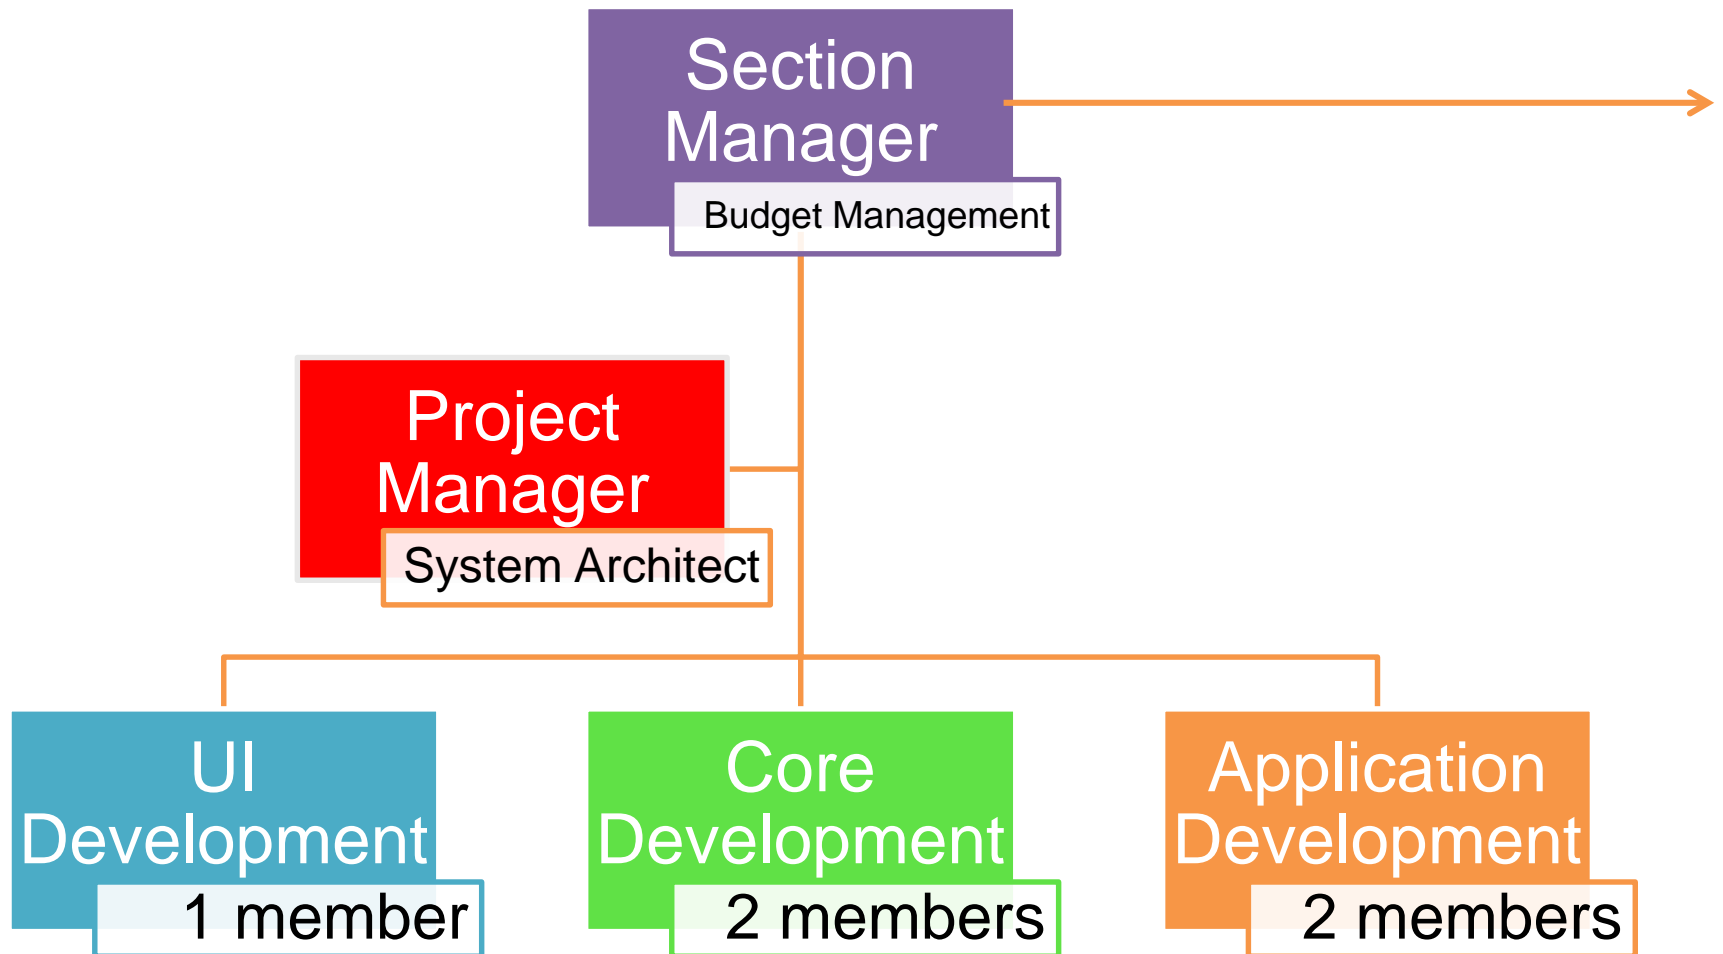 Section
Manager
Budget Management
Project
Manager
System Architect
UI
Development
1 member
Core
Development
2 members
Application
Development
2 members